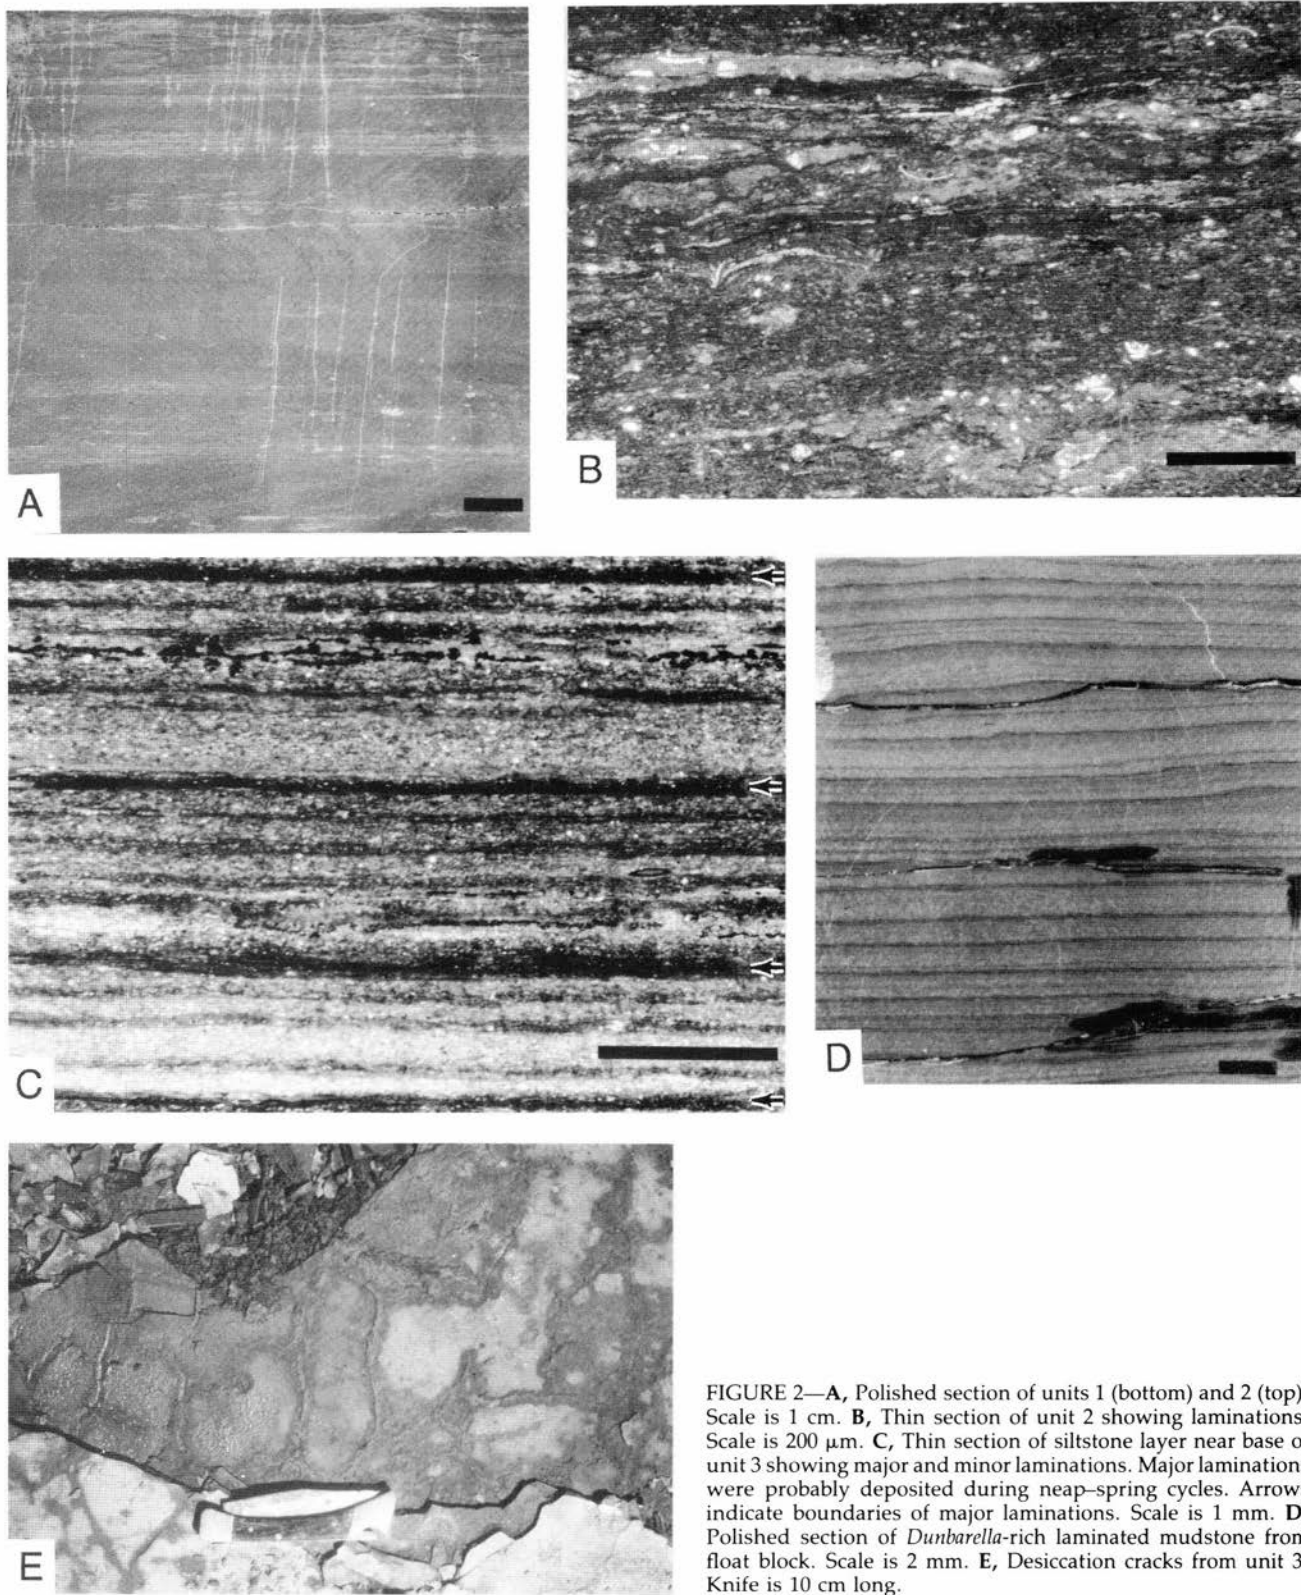 A
B
C
D
E
FIGURE 2—A, Polished section of units 1 (bottom) and 2 (top)
Scale is 1 cm. B, Thin section of unit 2 showing laminations
Scale is 200 μm. C, Thin section of siltstone layer near base o
unit 3 showing major and minor laminations. Major lamination
were probably deposited during neap–spring cycles. Arrow
indicate boundaries of major laminations. Scale is 1 mm. D
Polished section of Dunbarella-rich laminated mudstone from
float block. Scale is 2 mm. E, Desiccation cracks from unit 3
Knife is 10 cm long.